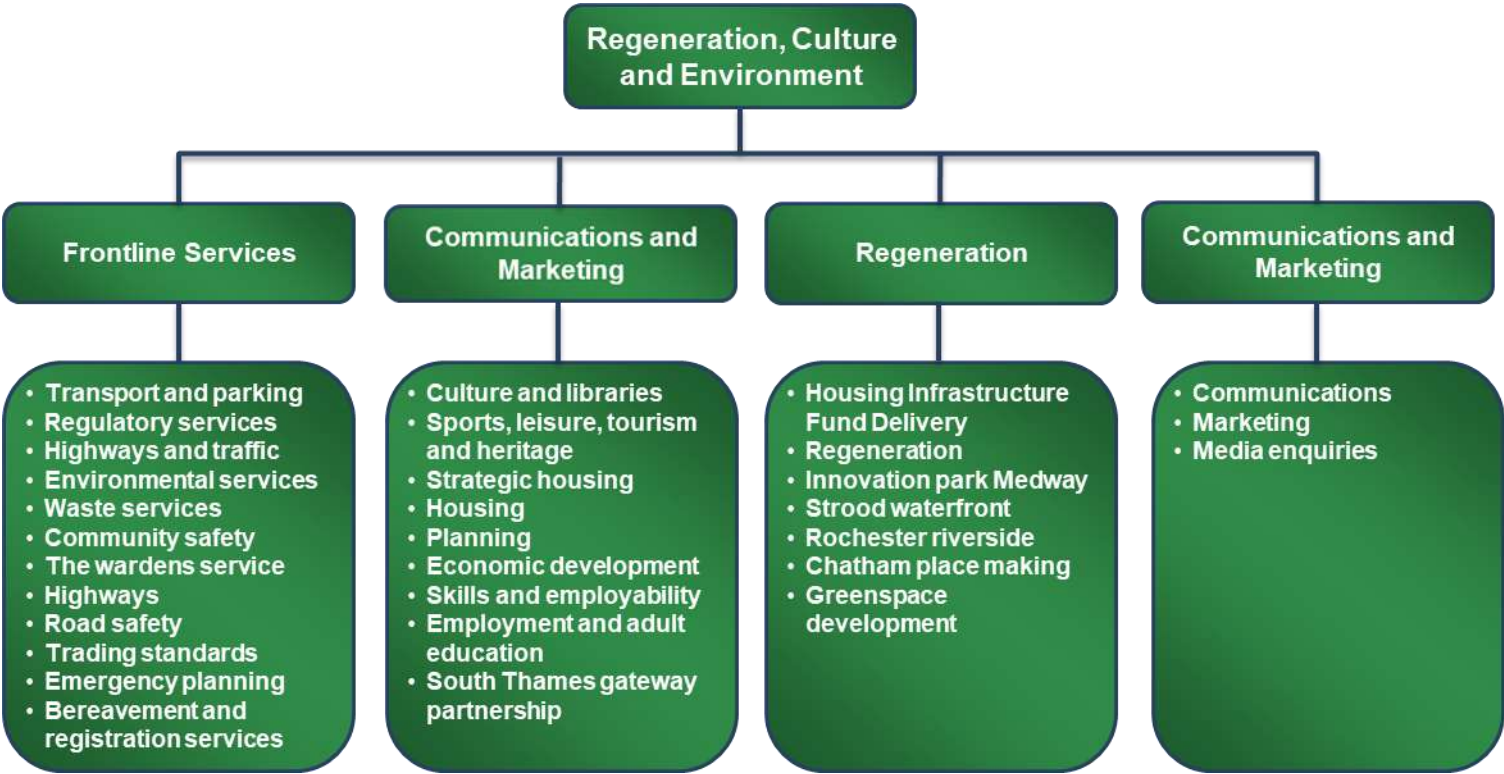 Regeneration, Culture
and Environment
Frontline Services
Communications and
Marketing
Regeneration
Communications and
Marketing
• Transport and parking
• Regulatory services
• Highways and traffic
• Environmental services
• Waste services
• Community safety
• The wardens service
• Highways
• Road safety
• Trading standards
• Emergency planning
• Bereavement and
registration services
• Culture and libraries
• Sports, leisure, tourism
and heritage
• Strategic housing
• Housing
• Planning
• Economic development
• Skills and employability
• Employment and adult
education
• South Thames gateway
partnership
• Housing Infrastructure
Fund Delivery
• Regeneration
• Innovation park Medway
• Strood waterfront
• Rochester riverside
• Chatham place making
• Greenspace
development
• Communications
• Marketing
• Media enquiries